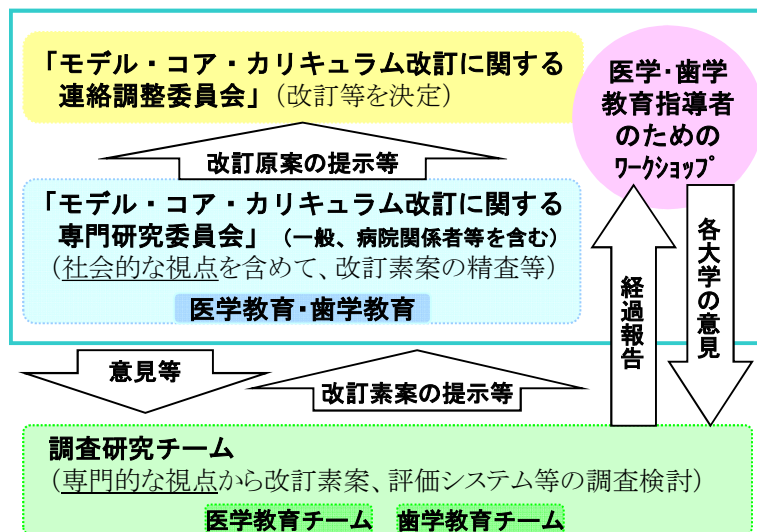 「モデル・コア・カリキュラム改訂に関する
連絡調整委員会」（改訂等を決定）
医学・歯学
教育指導者
のための
ワークショップ
改訂原案の提示等
「モデル・コア・カリキュラム改訂に関する
専門研究委員会」（一般、病院関係者等を含む）
（社会的な視点を含めて、改訂素案の精査等）
医学教育・歯学教育
経過報告
各大学の意見
意見等
改訂素案の提示等
調査研究チーム
（専門的な視点から改訂素案、評価システム等の調査検討）
医学教育チーム
歯学教育チーム